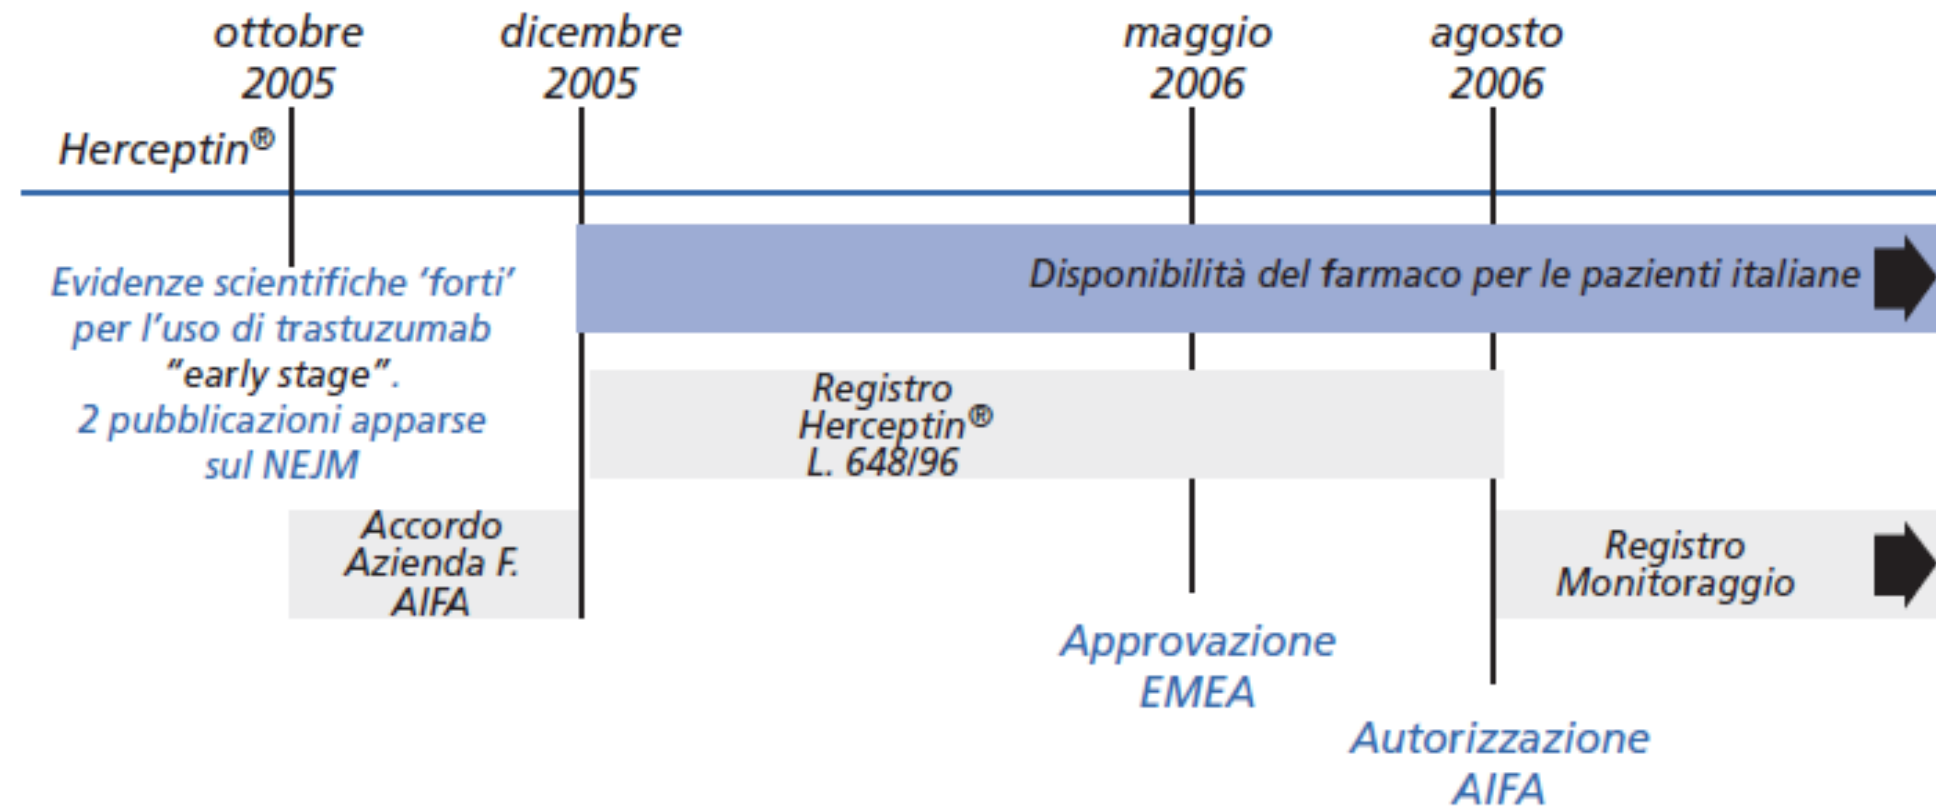 ottobre
2005
dicembre
2005
maggio
2006
agosto
2006
Herceptin®
Disponibilità del farmaco per le pazienti italiane
Evidenze scientifiche ‘forti’
per l’uso di trastuzumab
“early stage”.
2 pubblicazioni apparse
sul NEJM
Registro
Herceptin®
L. 648/96
Accordo
Azienda F.
AIFA
Registro
Monitoraggio
Approvazione
EMEA
Autorizzazione
AIFA